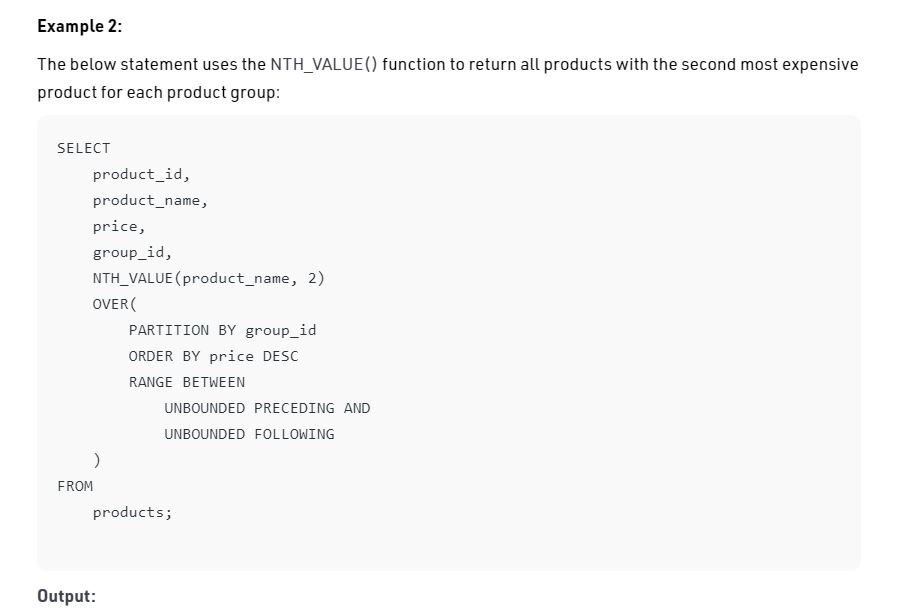 Example 2:
The below statement uses the NTH_VALUE() function to return all products with the second most expensive
product for each product group:
SELECT
    product_id,
    product_name,
    price,
    group_id,
    NTH_VALUE(product_name, 2)
    OVER(
        PARTITION BY group_id
        ORDER BY price DESC
        RANGE BETWEEN
            UNBOUNDED PRECEDING AND
            UNBOUNDED FOLLOWING
    )
FROM
    products;
Output: